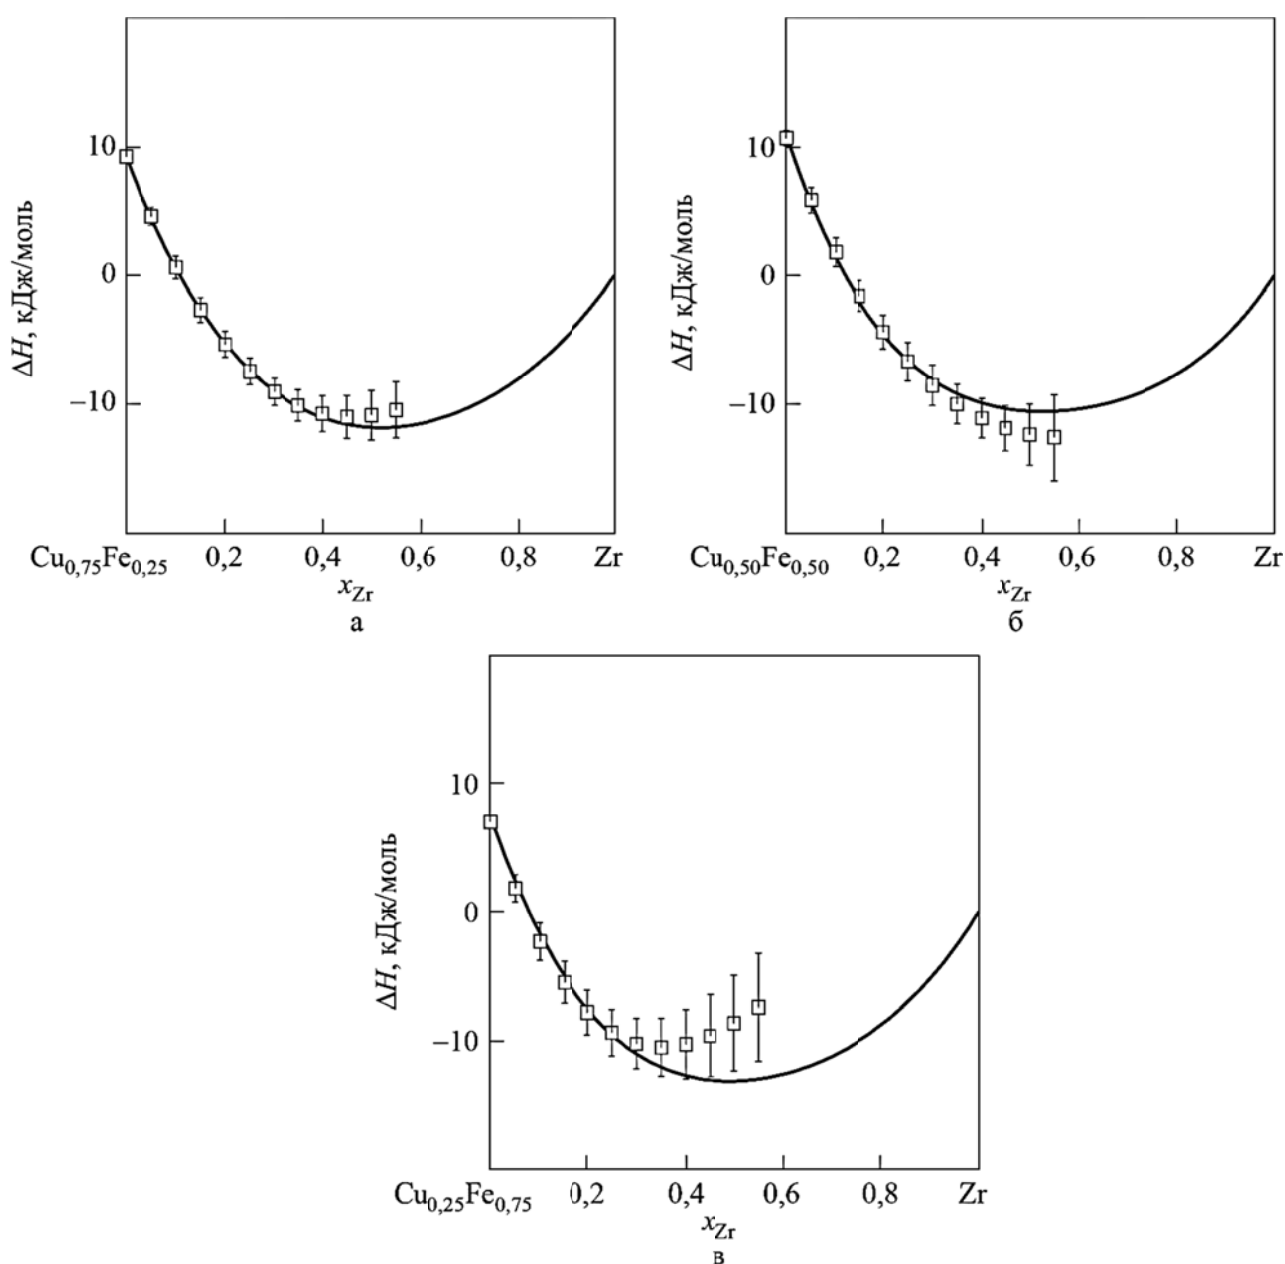 10
0
−10
ΔH, кДж/моль
Cu0,75Fe0,25 0,2 0,4 0,6 0,8 Zr
xZr
а
10
0
−10
ΔH, кДж/моль
Cu0,50Fe0,50 0,2 0,4 0,6 0,8 Zr
xZr
б
10
0
−10
ΔH, кДж/моль
Cu0,25Fe0,75 0,2 0,4 0,6 0,8 Zr
xZr
в